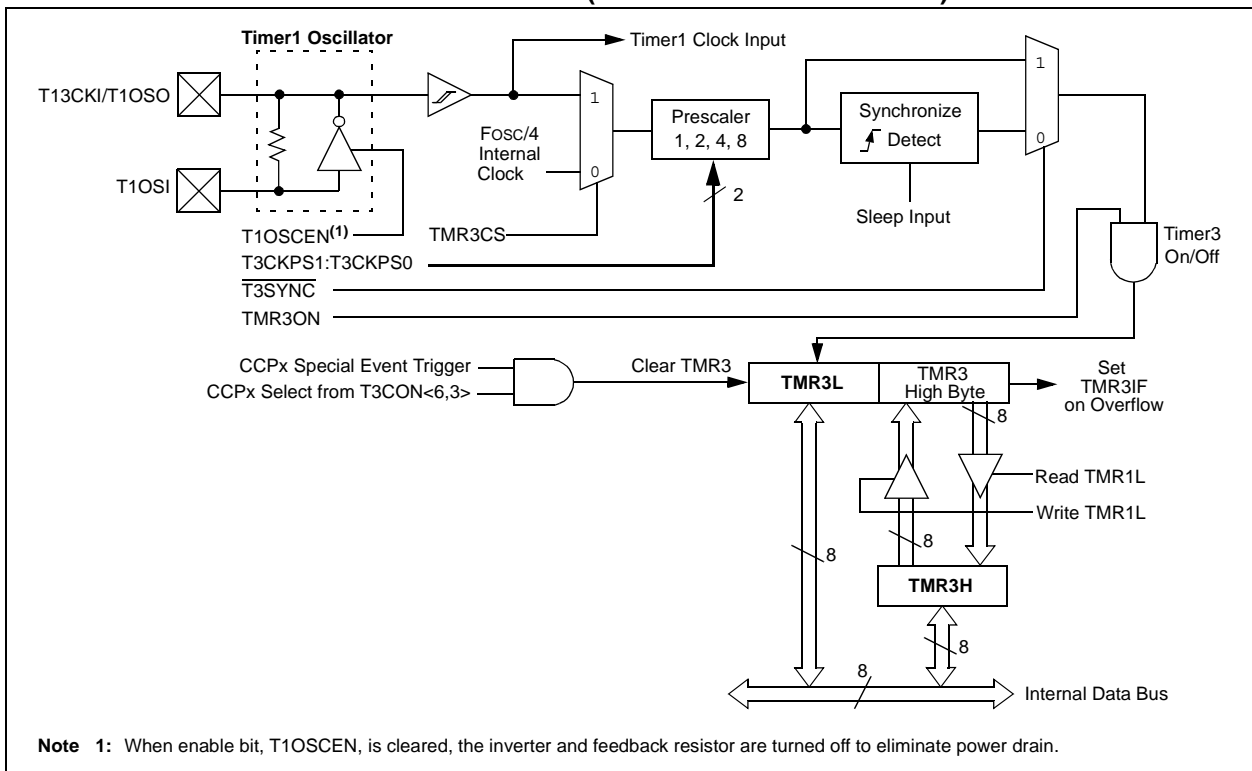 Timer1 Oscillator
Timer1 Clock Input
T13CKI/T1OSO
1
1
Prescaler
1, 2, 4, 8
Synchronize
Detect
FOSC/4
Internal
Clock
0
0
T1OSI
2
Sleep Input
T1OSCEN(1)
TMR3CS
Timer3
On/Off
T3CKPS1:T3CKPS0
T3SYNC
TMR3ON
CCPx Special Event Trigger
CCPx Select from T3CON<6,3>
Clear TMR3
TMR3L
TMR3
High Byte
Set
TMR3IF
on Overflow
8
Read TMR1L
Write TMR1L
8
8
TMR3H
8
8
Internal Data Bus
Note 1: When enable bit, T1OSCEN, is cleared, the inverter and feedback resistor are turned off to eliminate power drain.